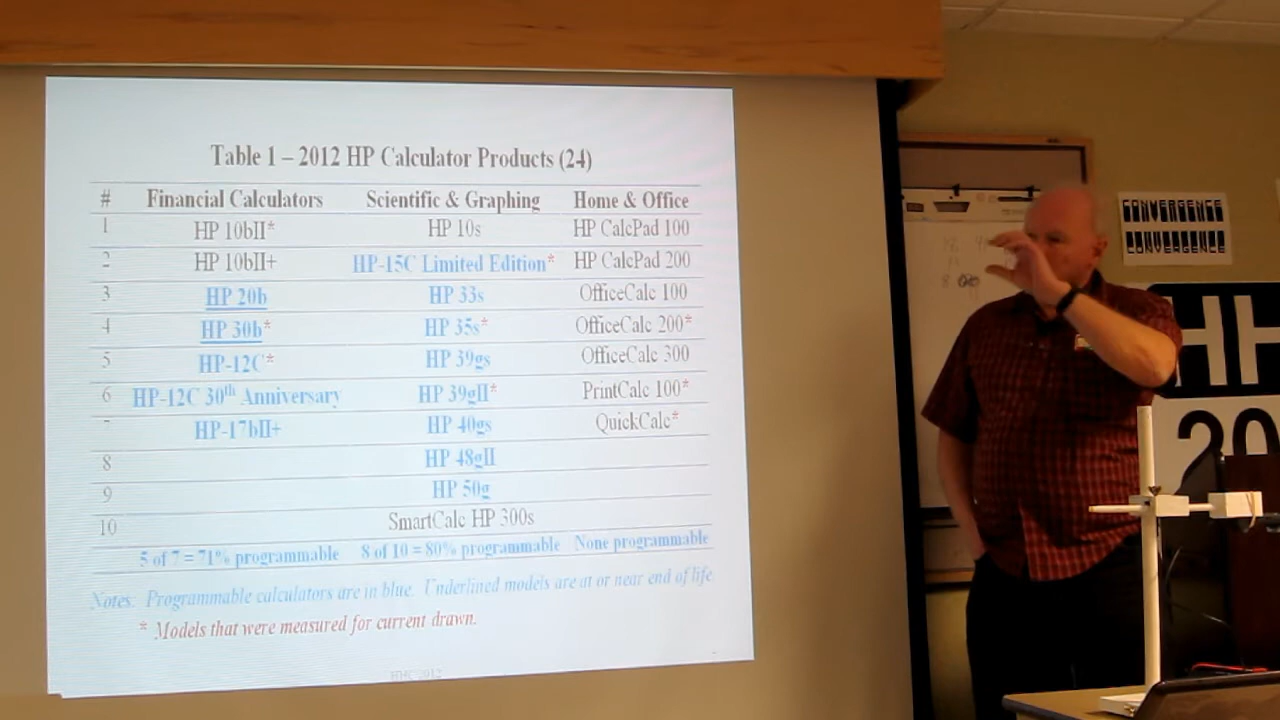 Table 1 – 2012 HP Calculator Products (24)
# Financial Calculators Scientific & Graphing Home & Office
1 HP 10bII* HP 10s HP CalcPad 100
2 HP 10bII+ HP-15C Limited Edition* HP CalcPad 200
3 HP 20b HP 33s OfficeCalc 100
4 HP 30b* HP 35s* OfficeCalc 200*
5 HP-12C* HP 39gs OfficeCalc 300
6 HP-12C 30th Anniversary HP 39gII* PrintCalc 100*
HP-17bII+ HP 40gs QuickCalc*
8 HP 48gII
9 HP 50g
10 SmartCalc HP 300s
5 of 7 = 71% programmable 8 of 10 = 80% programmable None programmable
Notes: Programmable calculators are in blue. Underlined models are at or near end of life
* Models that were measured for current drawn.
HHC 2012
CONVERGENCE
CONVERGENCE
HH
20